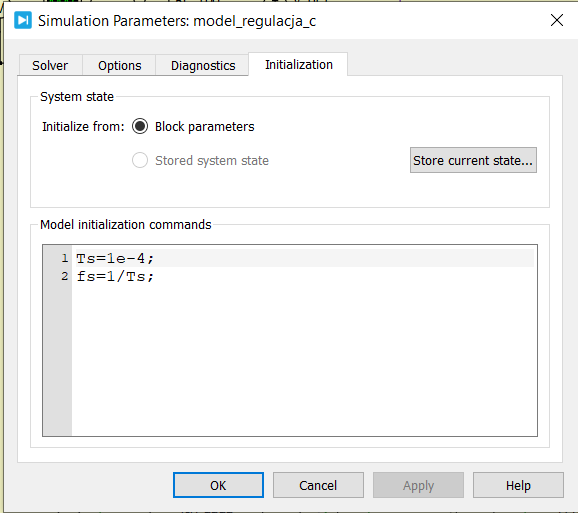 Simulation Parameters: model_regulacja_c
Solver Options Diagnostics Initialization
System state
Initialize from: Block parameters
Stored system state Store current state...
Model initialization commands
1 Ts=1e-4;
2 fs=1/Ts;
OK Cancel Apply Help